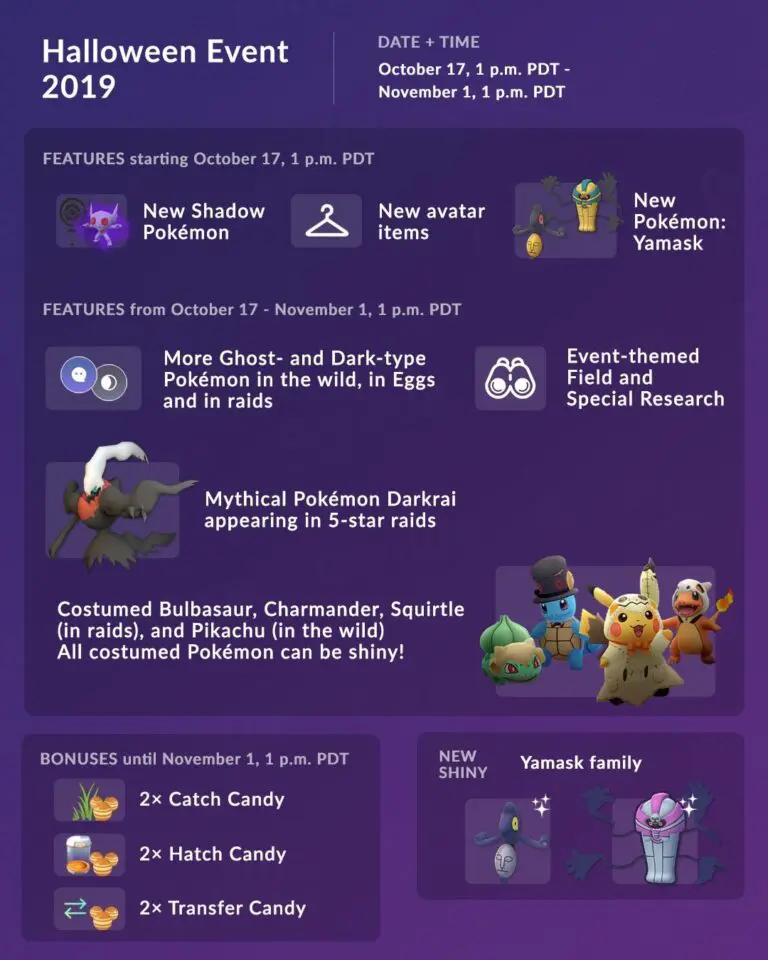 Halloween Event
2019
DATE + TIME
October 17, 1 p.m. PDT -
November 1, 1 p.m. PDT
FEATURES starting October 17, 1 p.m. PDT
New Shadow
Pokémon
New avatar
items
New
Pokémon:
Yamask
FEATURES from October 17 - November 1, 1 p.m. PDT
More Ghost- and Dark-type
Pokémon in the wild, in Eggs
and in raids
Event-themed
Field and
Special Research
Mythical Pokémon Darkrai
appearing in 5-star raids
Costumed Bulbasaur, Charmander, Squirtle
(in raids), and Pikachu (in the wild)
All costumed Pokémon can be shiny!
BONUSES until November 1, 1 p.m. PDT
2× Catch Candy
2× Hatch Candy
2× Transfer Candy
NEW
SHINY
Yamask family